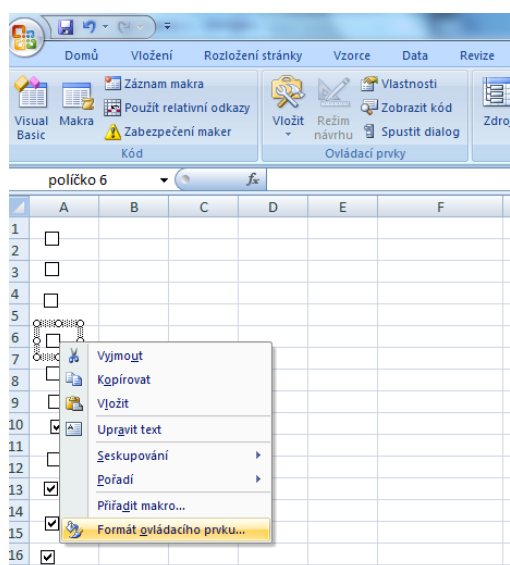 Domů Vložení Rozložení stránky Vzorce Data Revize
Visual Basic
Makra
Záznam makra
Použít relativní odkazy
Zabezpečení maker
Kód
Vložit
Režim návrhu
Vlastnosti
Zobrazit kód
Spustit dialog
Ovládací prvky
Zdroj
políčko 6 fx
A B C D E F
1
2
3
4
5
6
7
8
9
10
11
12
13
14
15
16
Vyjmout
Kopírovat
Vložit
Upravit text
Seskupování
Pořadí
Přiřadit makro...
Formát ovládacího prvku...